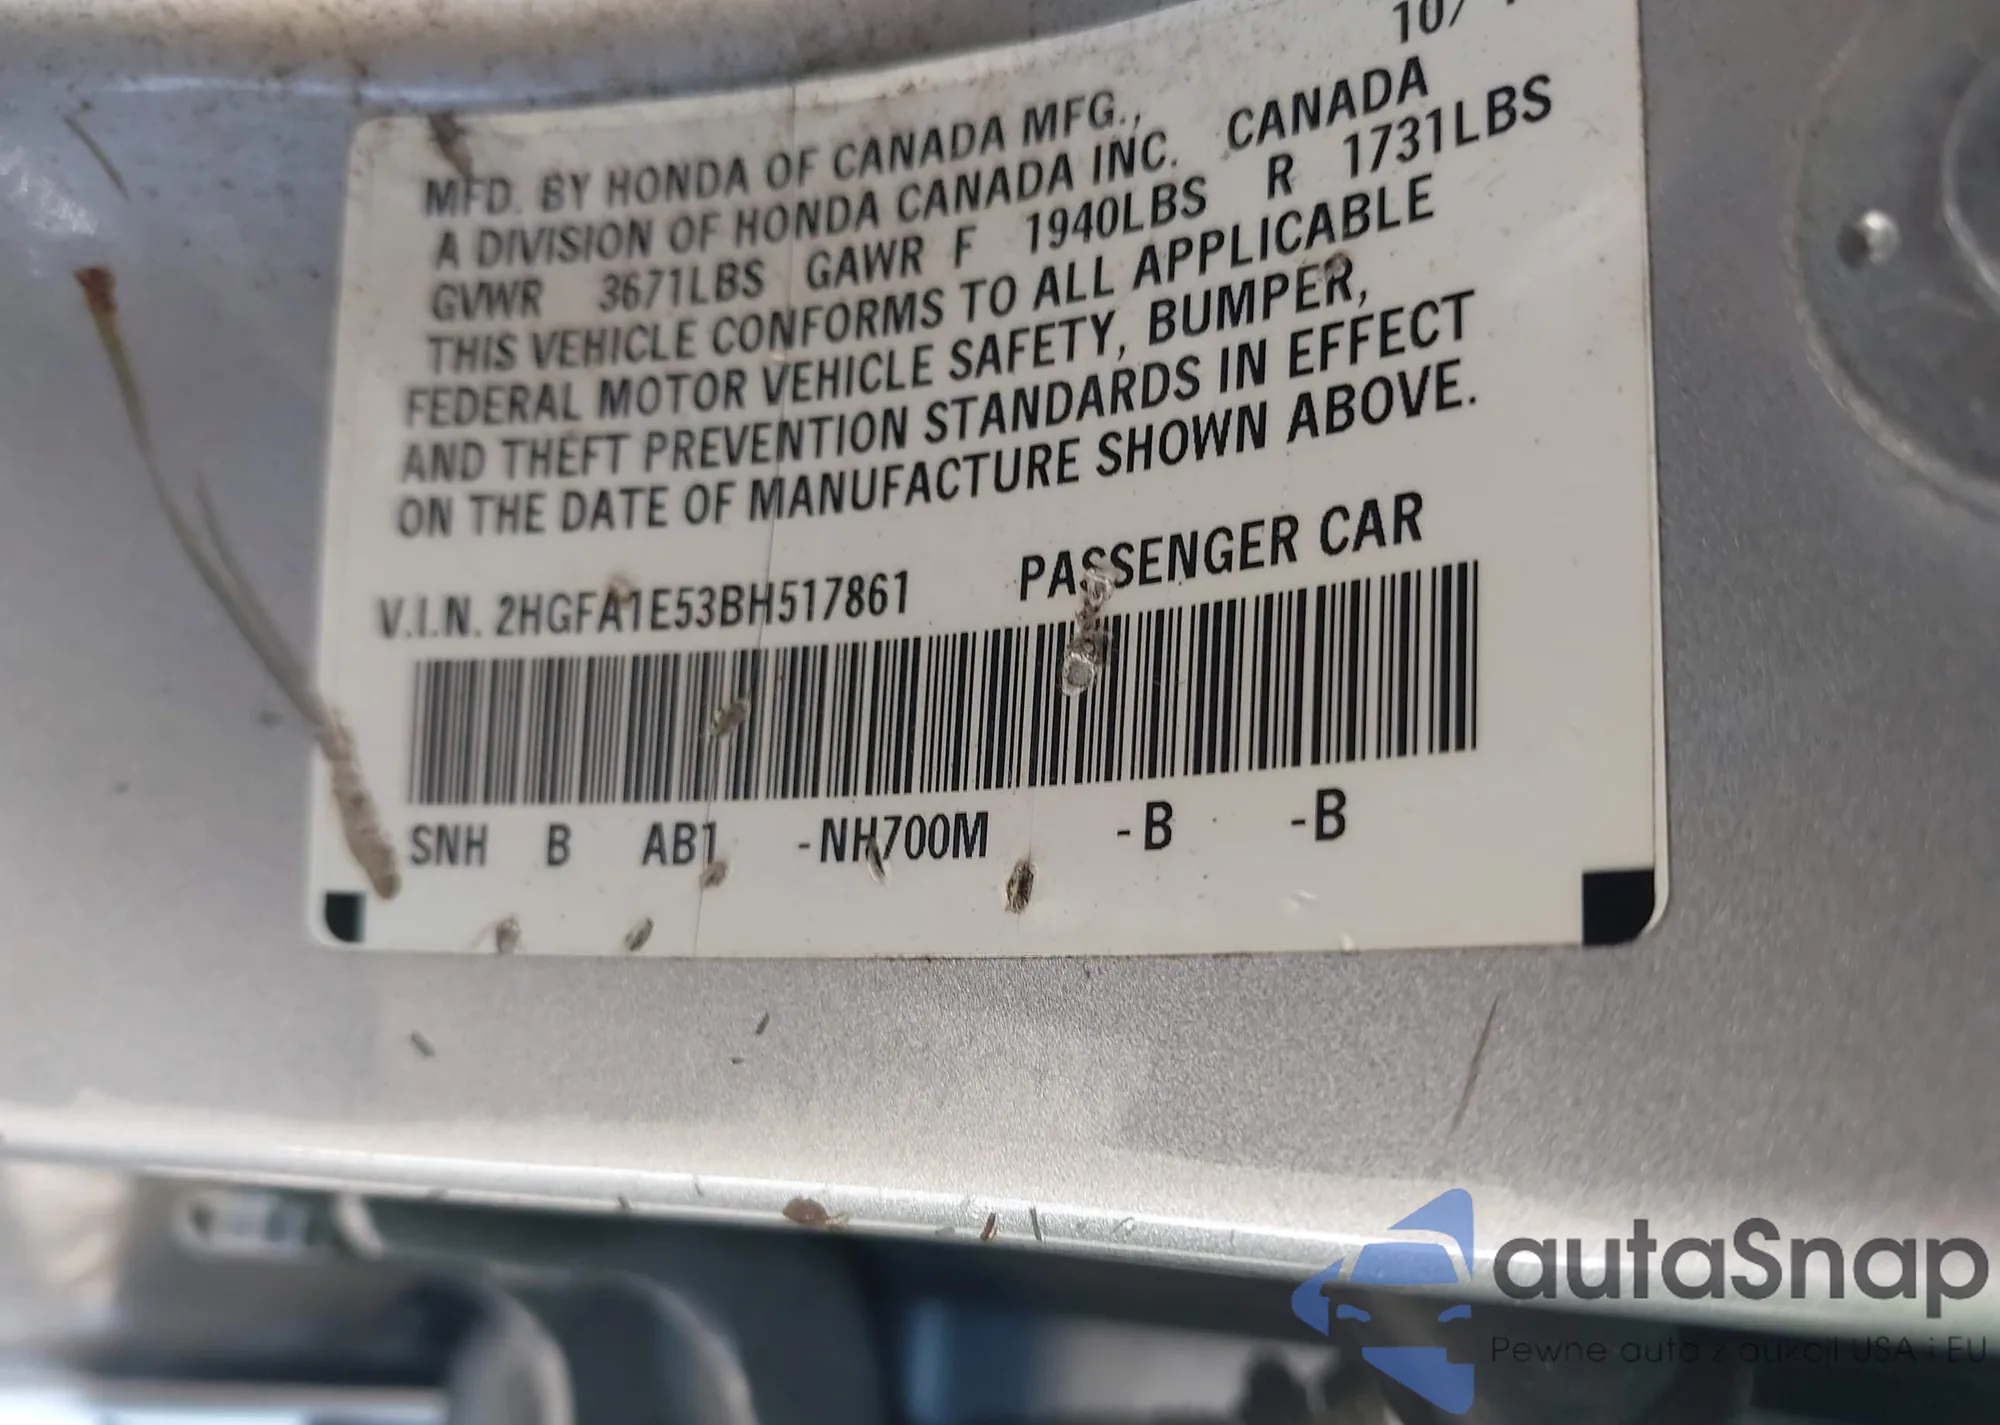 10/
MFD. BY HONDA OF CANADA MFG.,
A DIVISION OF HONDA CANADA INC. CANADA
GVWR 3671LBS GAWR F 1940LBS R 1731LBS
THIS VEHICLE CONFORMS TO ALL APPLICABLE
FEDERAL MOTOR VEHICLE SAFETY, BUMPER,
AND THEFT PREVENTION STANDARDS IN EFFECT
ON THE DATE OF MANUFACTURE SHOWN ABOVE.
V.I.N. 2HGFA1E53BH517861 PASSENGER CAR
SNH B AB1 -NH700M -B -B
autaSnap
Pewne auta z aukcji USA i EU